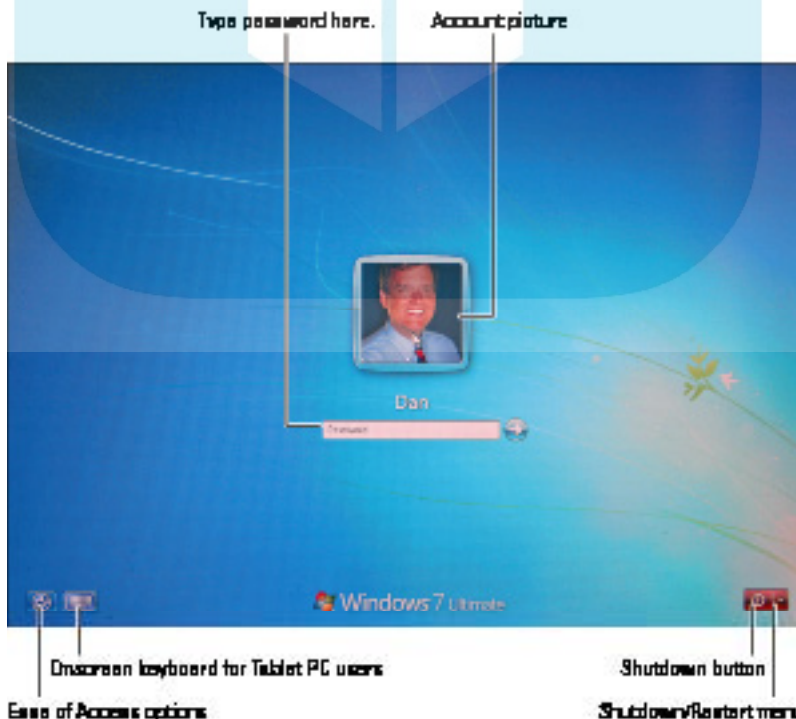 Type password here.
Account picture
Dan
Password
Windows 7 Ultimate
Onscreen keyboard for Tablet PC users
Shutdown button
Ease of Access options
Shutdown/Restart menu